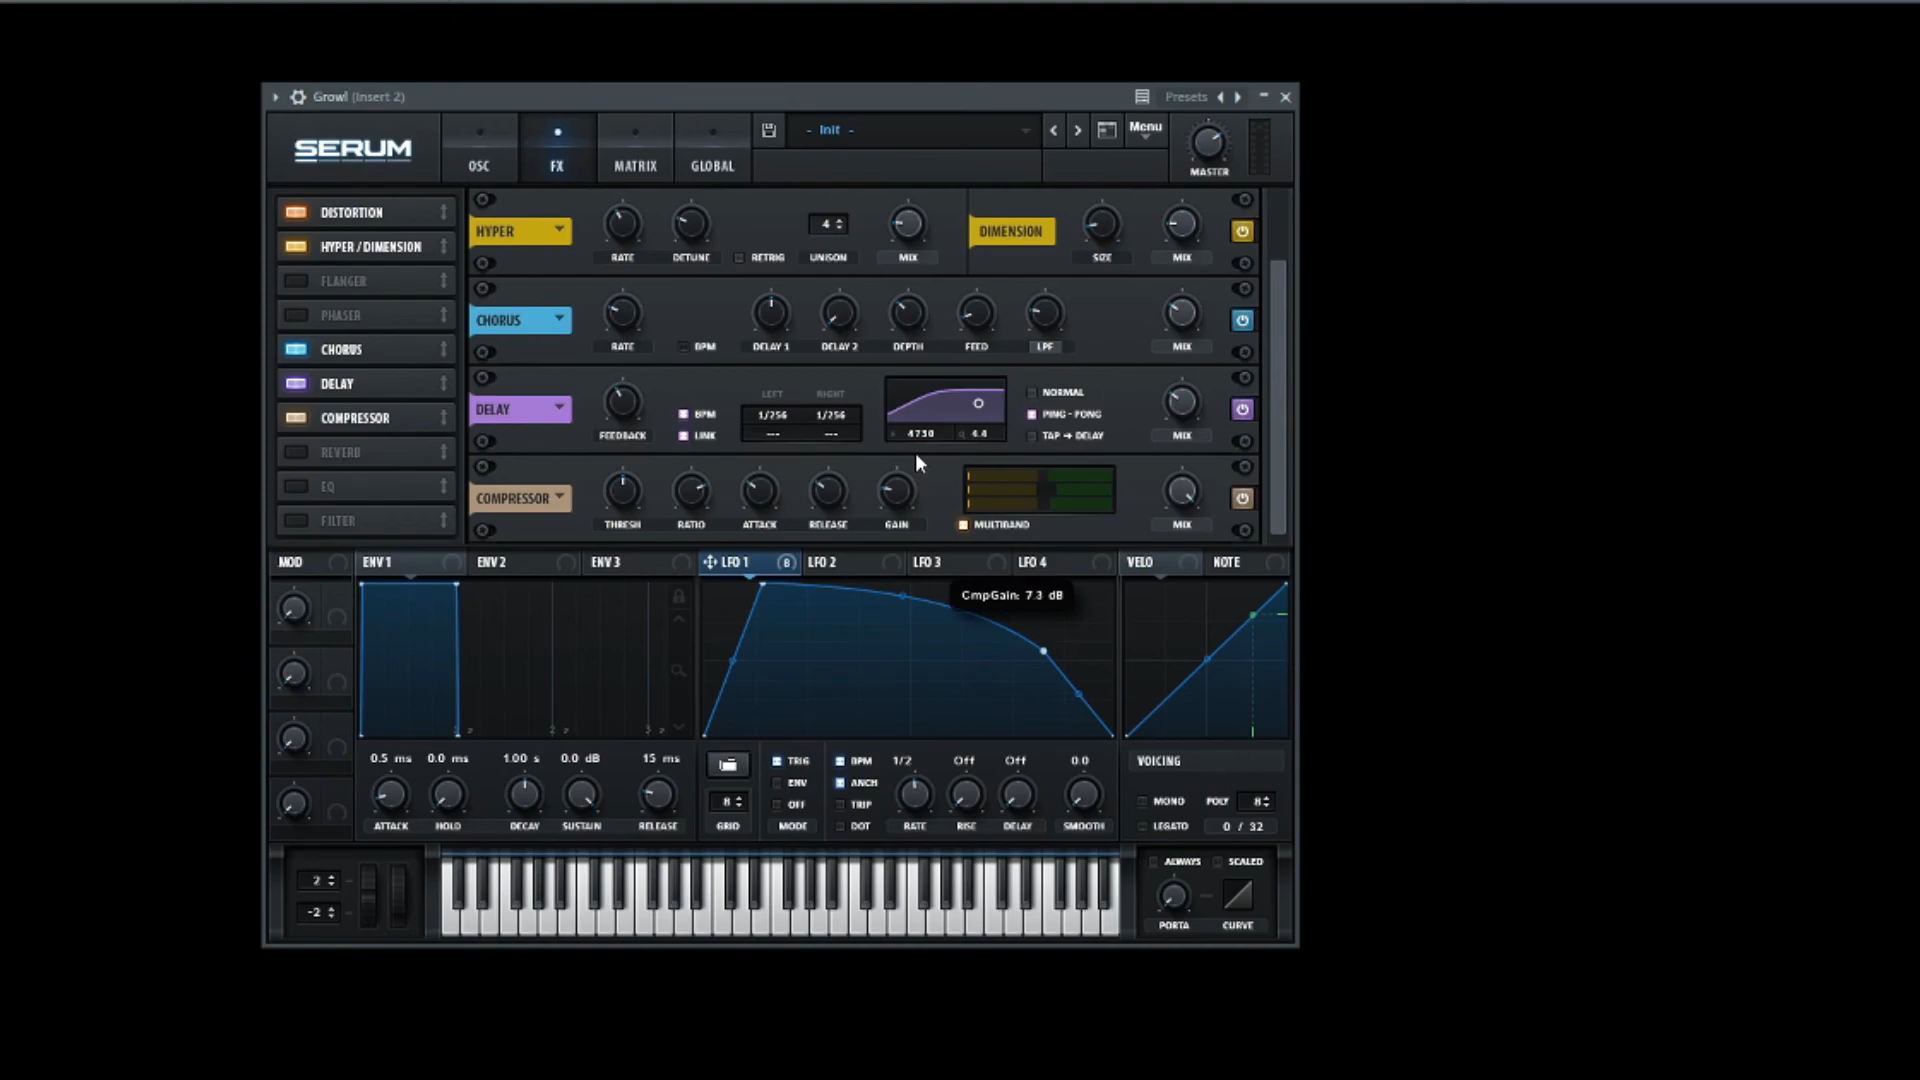 Growl (Insert 2)
Presets
SERUM
OSC
FX
MATRIX
GLOBAL
- Init -
Menu
MASTER
DISTORTION
HYPER / DIMENSION
FLANGER
PHASER
CHORUS
DELAY
COMPRESSOR
REVERB
EQ
FILTER
HYPER
RATE
DETUNE
RETRIG
4
UNISON
MIX
DIMENSION
SIZE
MIX
CHORUS
RATE
BPM
DELAY 1
DELAY 2
DEPTH
FEED
LPF
MIX
DELAY
FEEDBACK
BPM
LINK
LEFT RIGHT
1/256 1/256
--- ---
F 4730 Q 4.4
NORMAL
PING - PONG
TAP → DELAY
MIX
COMPRESSOR
THRESH
RATIO
ATTACK
RELEASE
GAIN
MULTIBAND
MIX
MOD
ENV 1
ENV 2
ENV 3
LFO 1
8
LFO 2
LFO 3
LFO 4
VELO
NOTE
CmpGain: 7.3 dB
0.5 ms 0.0 ms 1.00 s 0.0 dB 15 ms
ATTACK HOLD DECAY SUSTAIN RELEASE
8
GRID
TRIG
ENV
OFF
MODE
BPM
ANCH
TRIP
DOT
1/2 Off Off 0.0
RATE RISE DELAY SMOOTH
VOICING
MONO POLY 8
LEGATO 0 / 32
2
-2
ALWAYS SCALED
PORTA CURVE